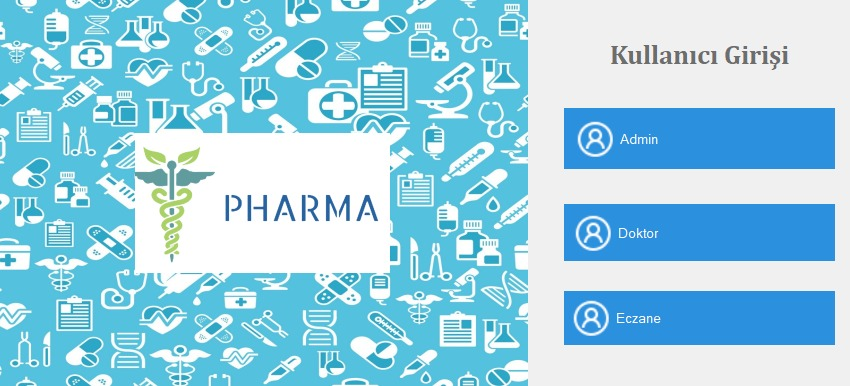 PHARMA
Kullanıcı Girişi
Admin
Doktor
Eczane